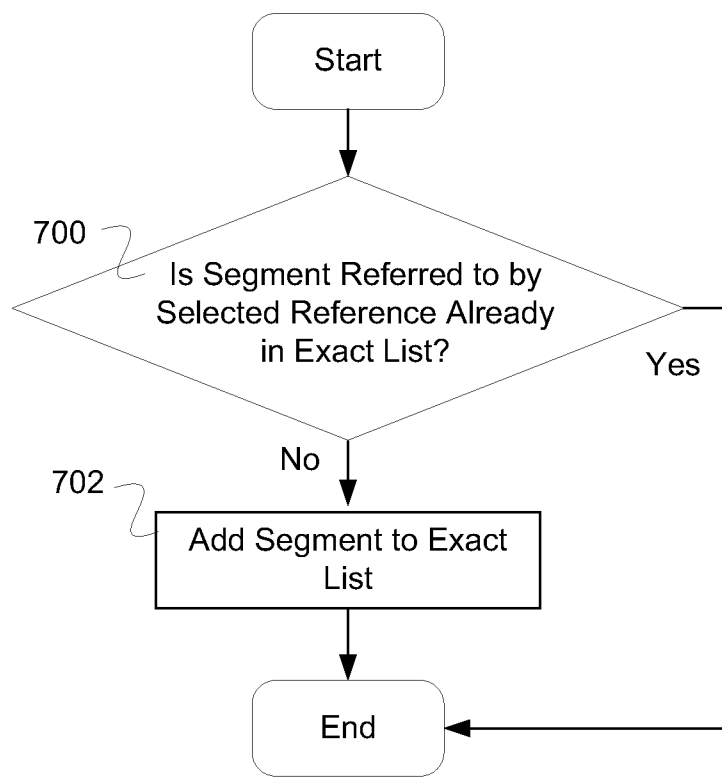 Start
700
Is Segment Referred to by
Selected Reference Already
in Exact List?
Yes
No
702
Add Segment to Exact
List
End